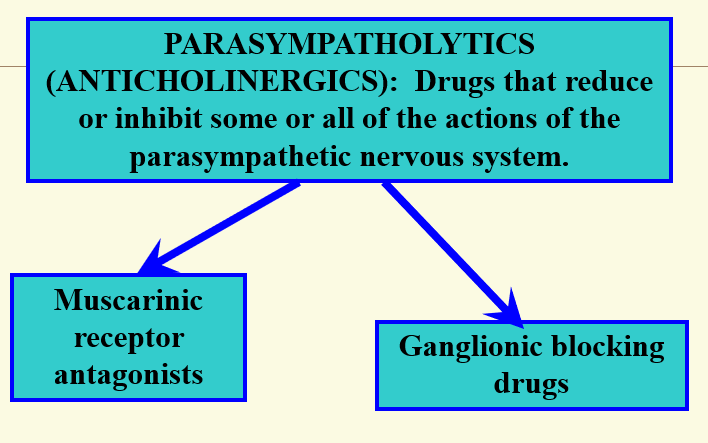 PARASYMPATHOLYTICS
(ANTICHOLINERGICS):  Drugs that reduce
or inhibit some or all of the actions of the
parasympathetic nervous system.
Muscarinic
receptor
antagonists
Ganglionic blocking
drugs